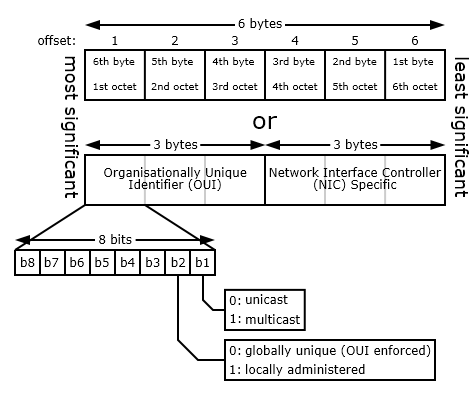 6 bytes
offset: 1 2 3 4 5 6
most significant
6th byte 5th byte 4th byte 3rd byte 2nd byte 1st byte
1st octet 2nd octet 3rd octet 4th octet 5th octet 6th octet
least significant
or
3 bytes 3 bytes
Organisationally Unique
Identifier (OUI)
Network Interface Controller
(NIC) Specific
8 bits
b8 b7 b6 b5 b4 b3 b2 b1
0: unicast
1: multicast
0: globally unique (OUI enforced)
1: locally administered